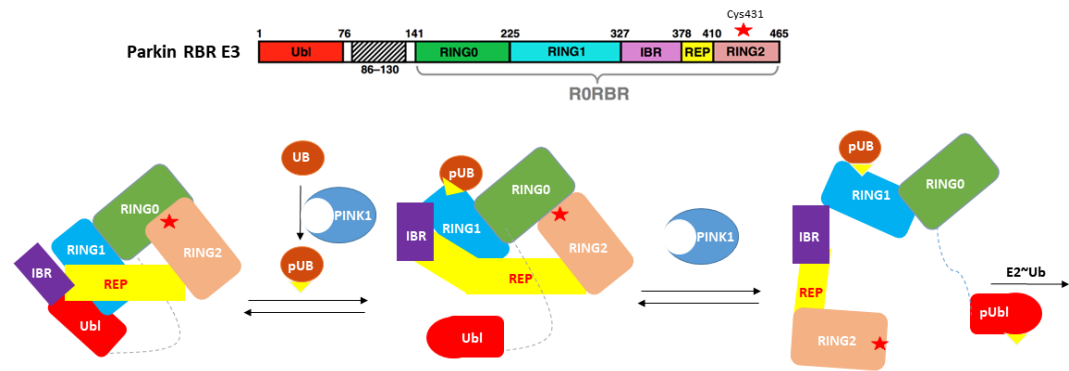 Cys431
1 76 141 225 327 378 410 465
Parkin RBR E3 Ubl RING0 RING1 IBR REP RING2
86–130
R0RBR
RING0
RING1
RING2
IBR
REP
Ubl
UB
PINK1
pUB
pUB
RING0
IBR
RING1
RING2
REP
Ubl
PINK1
pUB
RING1
RING0
IBR
REP
RING2
pUbl
E2~Ub